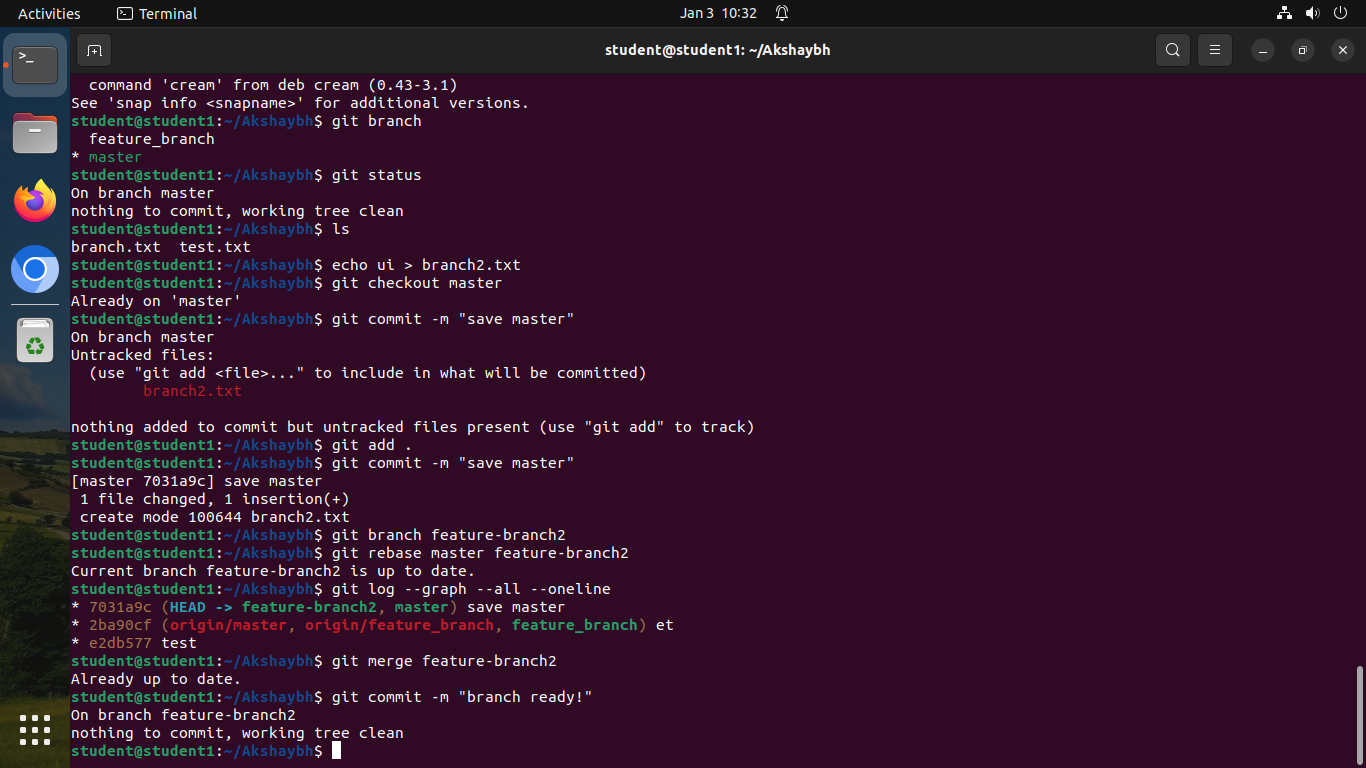 Activities
Terminal
Jan 3 10:32
student@student1: ~/Akshaybh
  command 'cream' from deb cream (0.43-3.1)
See 'snap info <snapname>' for additional versions.
student@student1:~/Akshaybh$ git branch
  feature_branch
* master
student@student1:~/Akshaybh$ git status
On branch master
nothing to commit, working tree clean
student@student1:~/Akshaybh$ ls
branch.txt  test.txt
student@student1:~/Akshaybh$ echo ui > branch2.txt
student@student1:~/Akshaybh$ git checkout master
Already on 'master'
student@student1:~/Akshaybh$ git commit -m "save master"
On branch master
Untracked files:
  (use "git add <file>..." to include in what will be committed)
        branch2.txt

nothing added to commit but untracked files present (use "git add" to track)
student@student1:~/Akshaybh$ git add .
student@student1:~/Akshaybh$ git commit -m "save master"
[master 7031a9c] save master
 1 file changed, 1 insertion(+)
 create mode 100644 branch2.txt
student@student1:~/Akshaybh$ git branch feature-branch2
student@student1:~/Akshaybh$ git rebase master feature-branch2
Current branch feature-branch2 is up to date.
student@student1:~/Akshaybh$ git log --graph --all --oneline
* 7031a9c (HEAD -> feature-branch2, master) save master
* 2ba90cf (origin/master, origin/feature_branch, feature_branch) et
* e2db577 test
student@student1:~/Akshaybh$ git merge feature-branch2
Already up to date.
student@student1:~/Akshaybh$ git commit -m "branch ready!"
On branch feature-branch2
nothing to commit, working tree clean
student@student1:~/Akshaybh$